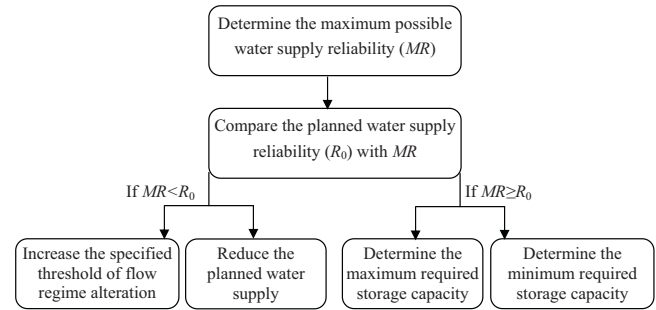 Determine the maximum possible
water supply reliability (MR)
Compare the planned water supply
reliability (R₀) with MR
If MR<R₀
If MR≥R₀
Increase the specified
threshold of flow
regime alteration
Reduce the
planned water
supply
Determine the
maximum required
storage capacity
Determine the
minimum required
storage capacity